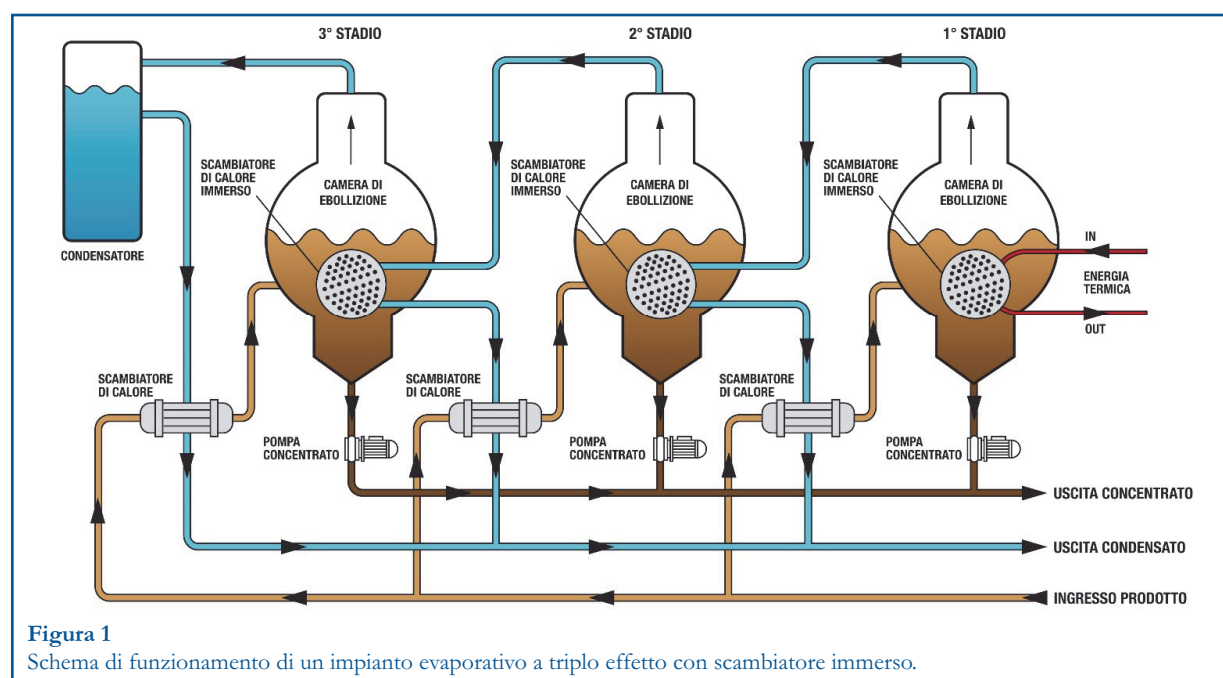 3° STADIO
2° STADIO
1° STADIO
SCAMBIATORE
DI CALORE
IMMERSO
CAMERA DI
EBOLLIZIONE
SCAMBIATORE
DI CALORE
IMMERSO
CAMERA DI
EBOLLIZIONE
SCAMBIATORE
DI CALORE
IMMERSO
CAMERA DI
EBOLLIZIONE
CONDENSATORE
IN
ENERGIA
TERMICA
OUT
SCAMBIATORE
DI CALORE
SCAMBIATORE
DI CALORE
SCAMBIATORE
DI CALORE
POMPA
CONCENTRATO
POMPA
CONCENTRATO
POMPA
CONCENTRATO
USCITA CONCENTRATO
USCITA CONDENSATO
INGRESSO PRODOTTO
Figura 1
Schema di funzionamento di un impianto evaporativo a triplo effetto con scambiatore immerso.